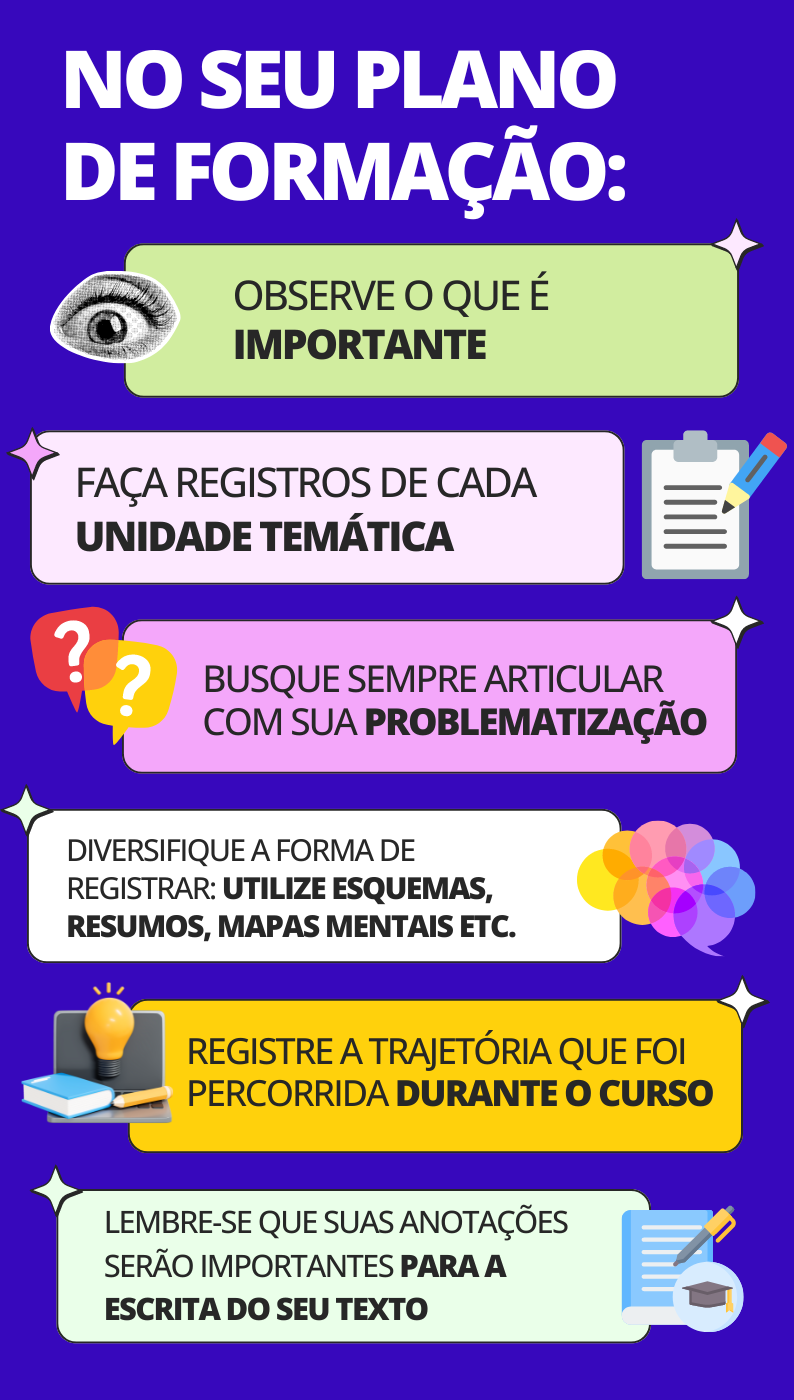 NO SEU PLANO
DE FORMAÇÃO:
OBSERVE O QUE É
IMPORTANTE
FAÇA REGISTROS DE CADA
UNIDADE TEMÁTICA
? ?
BUSQUE SEMPRE ARTICULAR
COM SUA PROBLEMATIZAÇÃO
DIVERSIFIQUE A FORMA DE
REGISTRAR: UTILIZE ESQUEMAS,
RESUMOS, MAPAS MENTAIS ETC.
REGISTRE A TRAJETÓRIA QUE FOI
PERCORRIDA DURANTE O CURSO
LEMBRE-SE QUE SUAS ANOTAÇÕES
SERÃO IMPORTANTES PARA A
ESCRITA DO SEU TEXTO